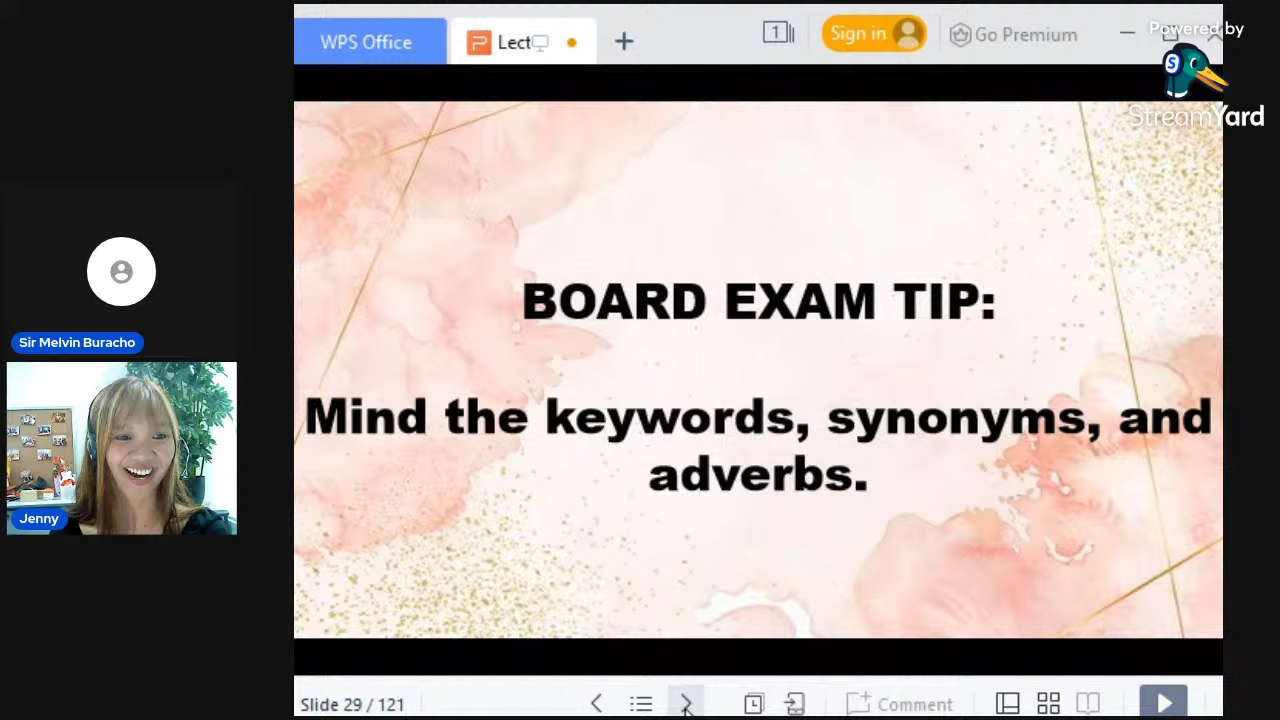 WPS Office
Lect
1
Sign in
Go Premium
Powered by
S
StreamYard
BOARD EXAM TIP:
Mind the keywords, synonyms, and
adverbs.
Sir Melvin Buracho
Jenny
Slide 29 / 121
Comment